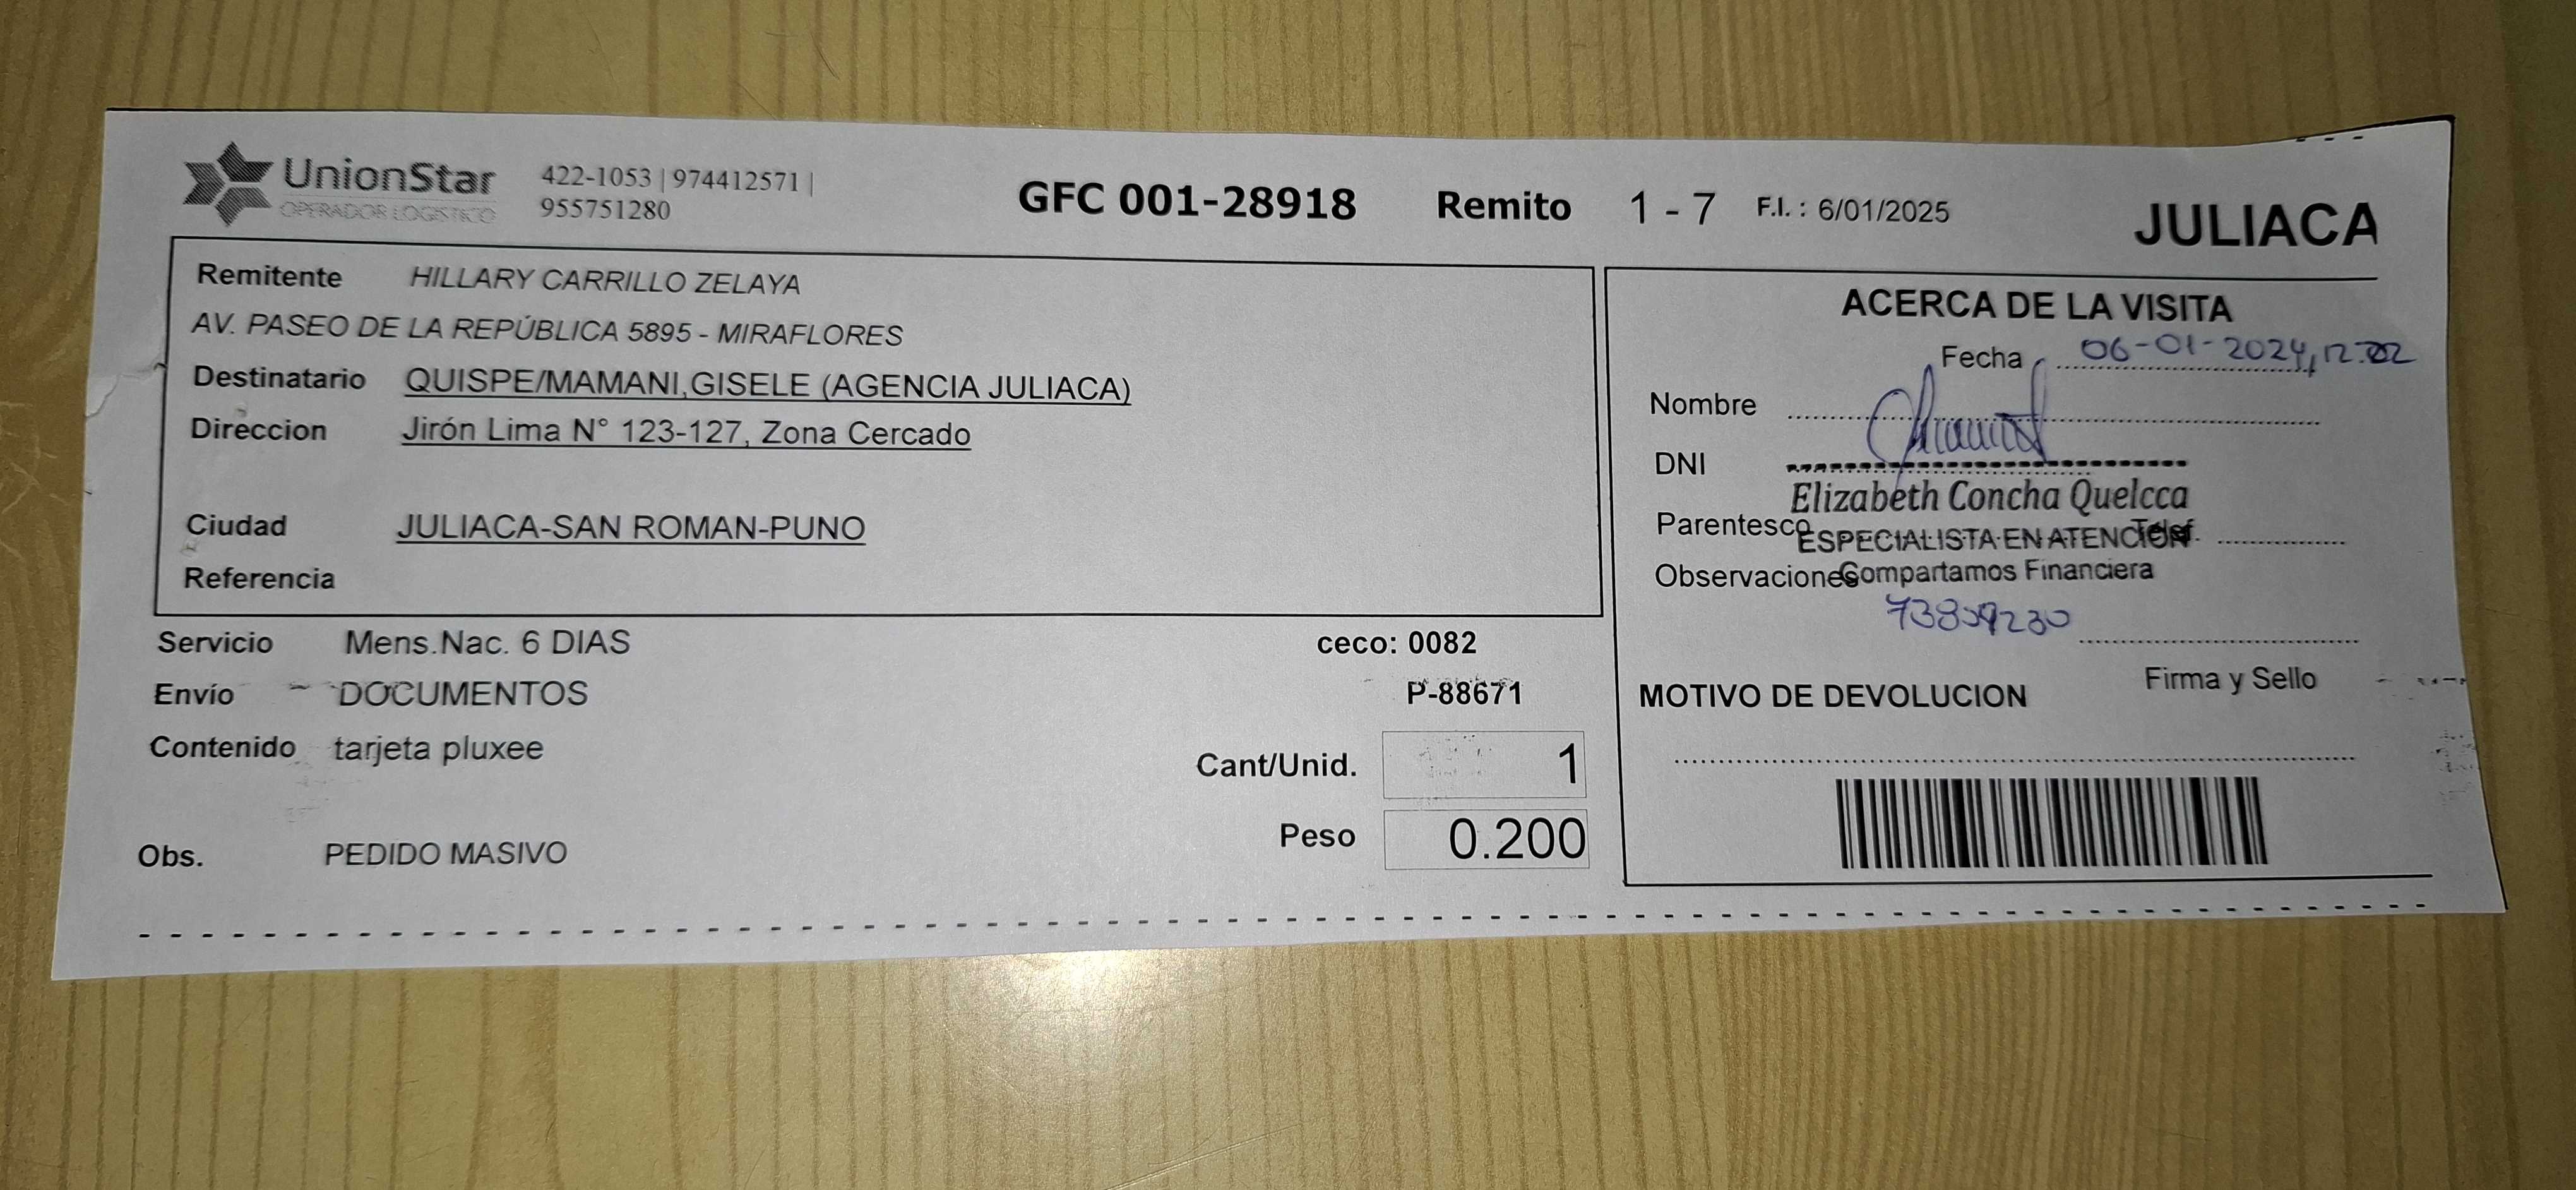 UnionStar
OPERADOR LOGISTICO
422-1053 | 974412571 |
955751280
GFC 001-28918 Remito 1 - 7 F.I. : 6/01/2025
JULIACA
Remitente HILLARY CARRILLO ZELAYA
AV. PASEO DE LA REPÚBLICA 5895 - MIRAFLORES
Destinatario QUISPE/MAMANI,GISELE (AGENCIA JULIACA)
Direccion Jirón Lima N° 123-127, Zona Cercado
Ciudad JULIACA-SAN ROMAN-PUNO
Referencia
Servicio Mens.Nac. 6 DIAS
ceco: 0082
Envío DOCUMENTOS
P-88671
Contenido tarjeta pluxee
Cant/Unid. 1
Peso 0.200
Obs. PEDIDO MASIVO
ACERCA DE LA VISITA
Fecha 06-01-2024,
Nombre
DNI
Elizabeth Concha Quelcca
Parentesco Telef.
ESPECIALISTA EN ATENCIÓN
Observaciones
Compartamos Financiera
Firma y Sello
MOTIVO DE DEVOLUCION